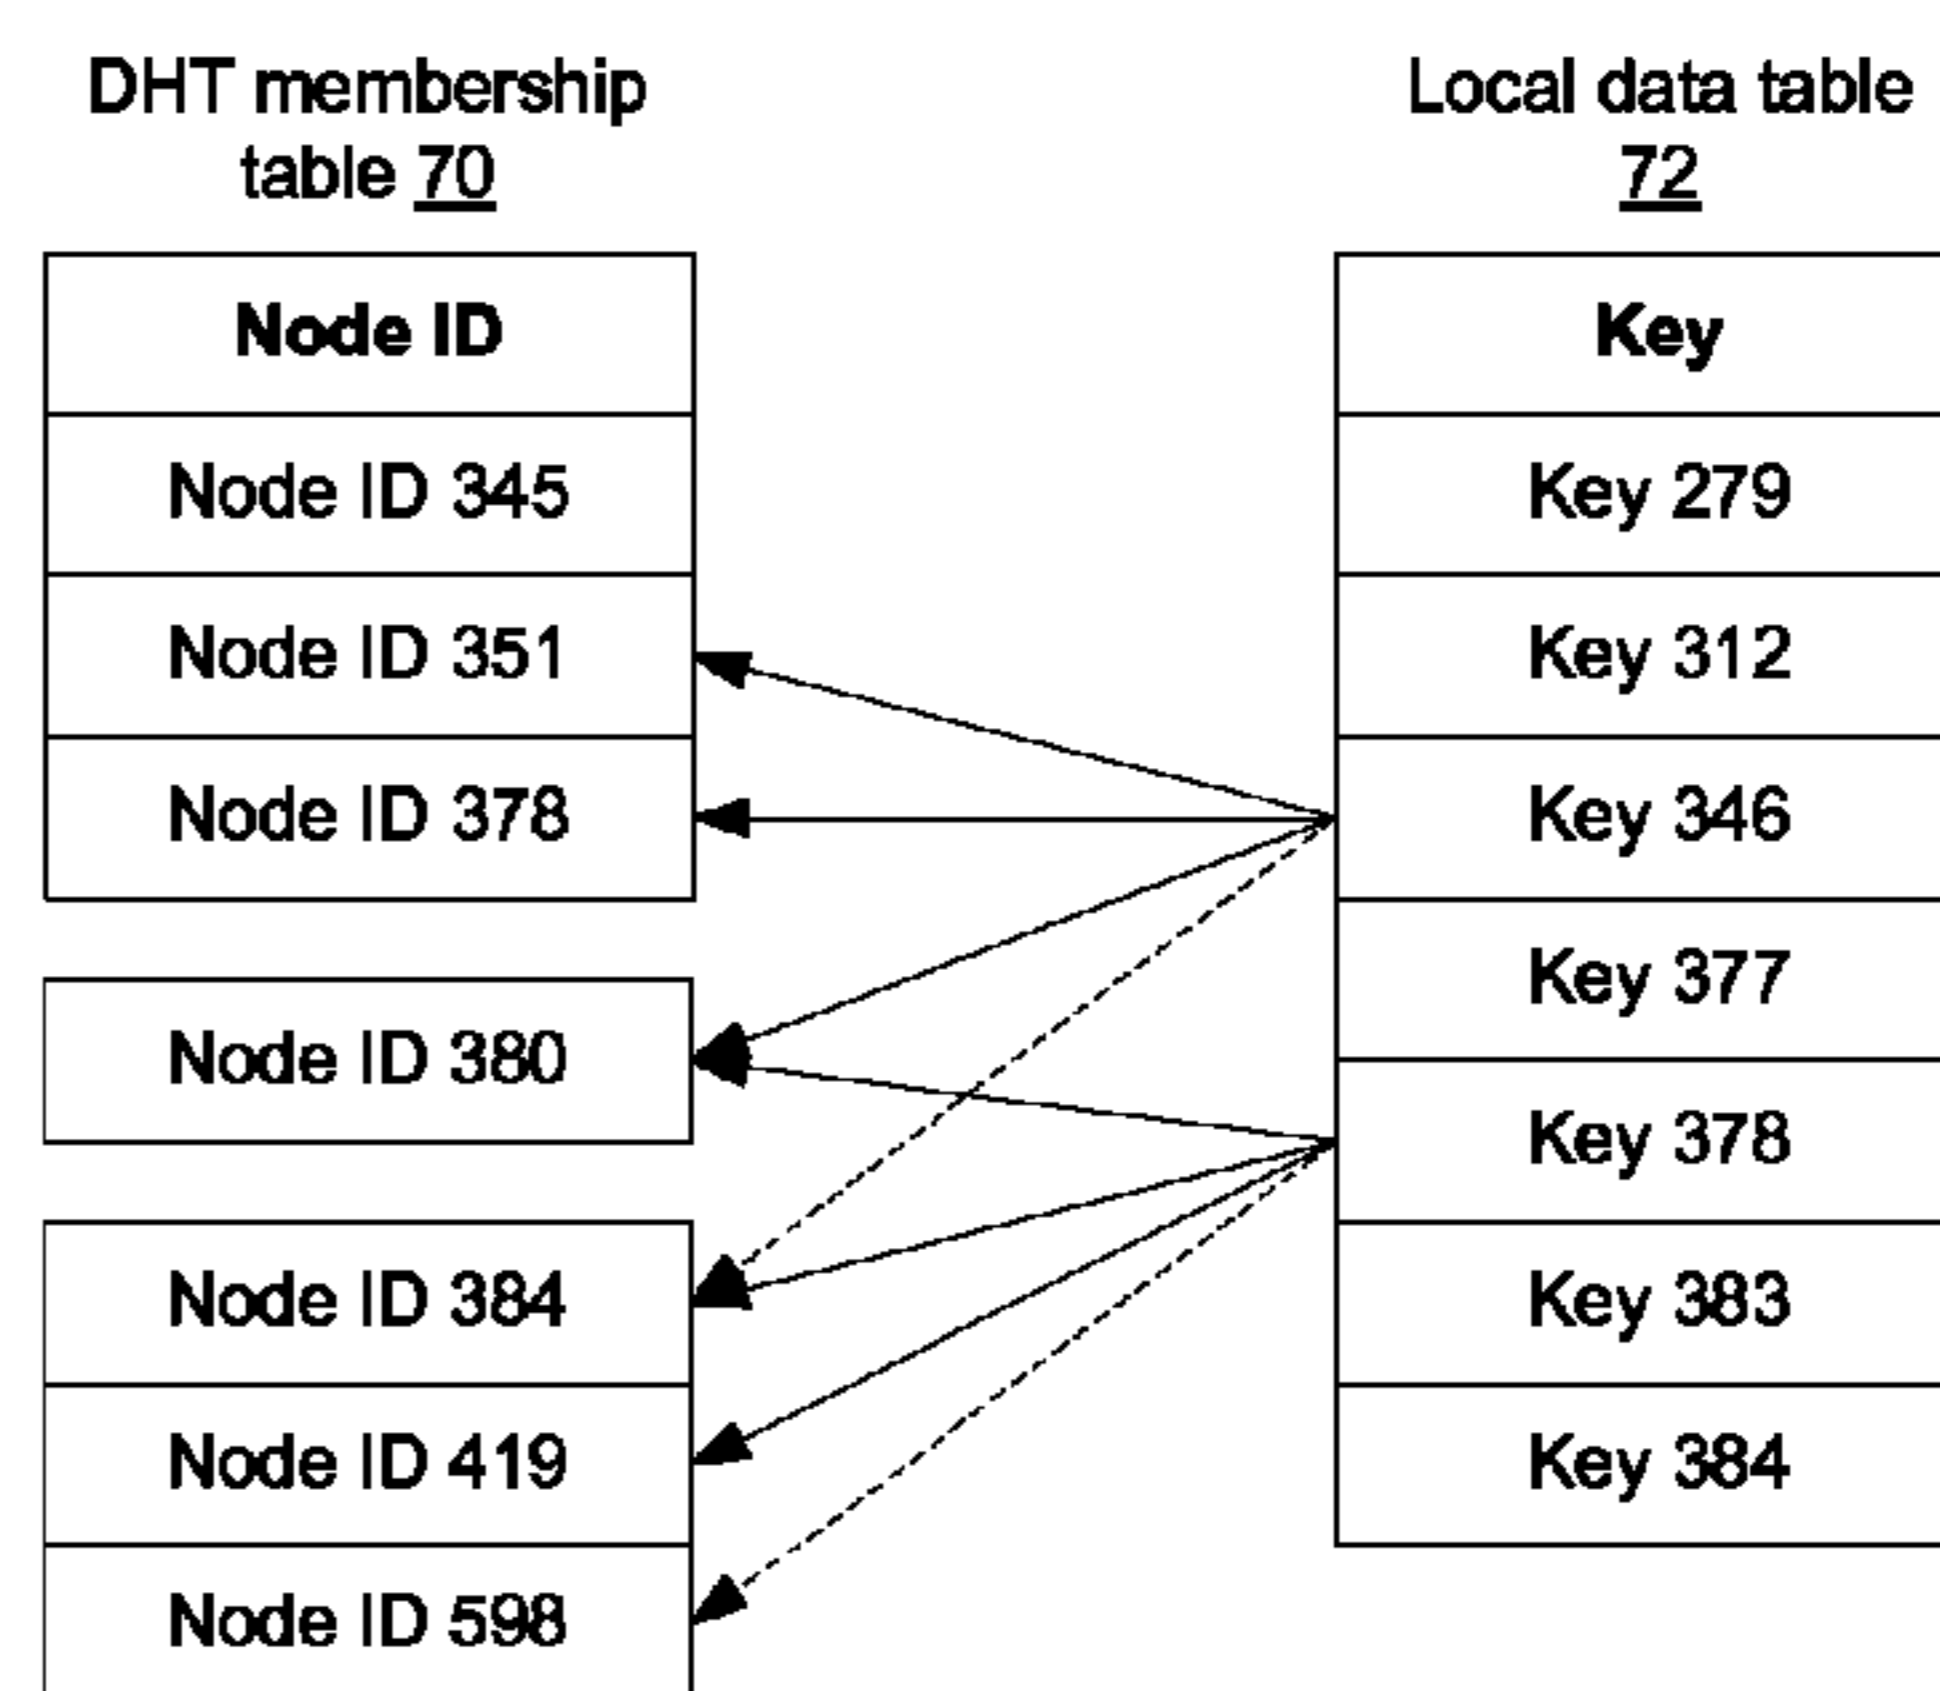 DHT membership
table 70
Node ID
Node ID 345
Node ID 351
Node ID 378
Node ID 380
Node ID 384
Node ID 419
Node ID 598
Local data table
72
Key
Key 279
Key 312
Key 346
Key 377
Key 378
Key 383
Key 384